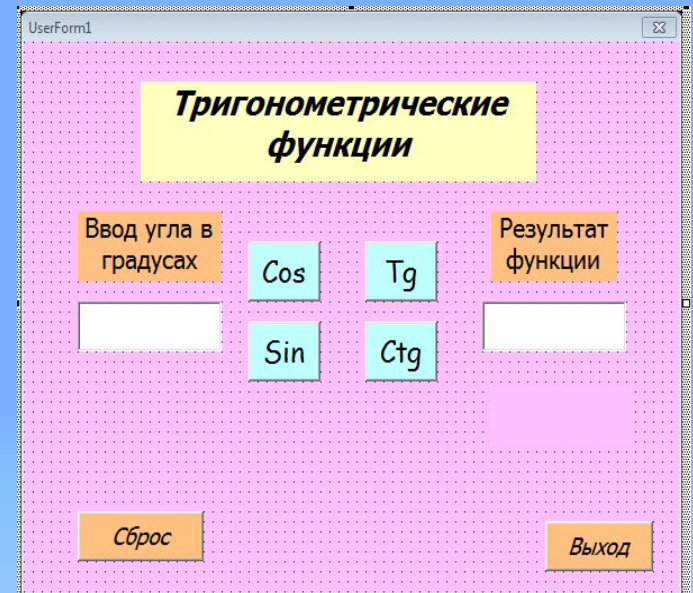 UserForm1
Тригонометрические
функции
Ввод угла в
градусах
Cos
Tg
Результат
функции
Sin
Ctg
Сброс
Выход